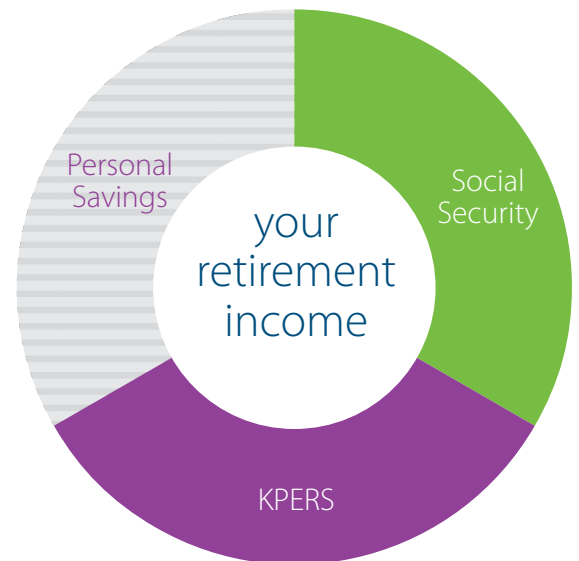 Personal
Savings
Social
Security
your
retirement
income
KPERS